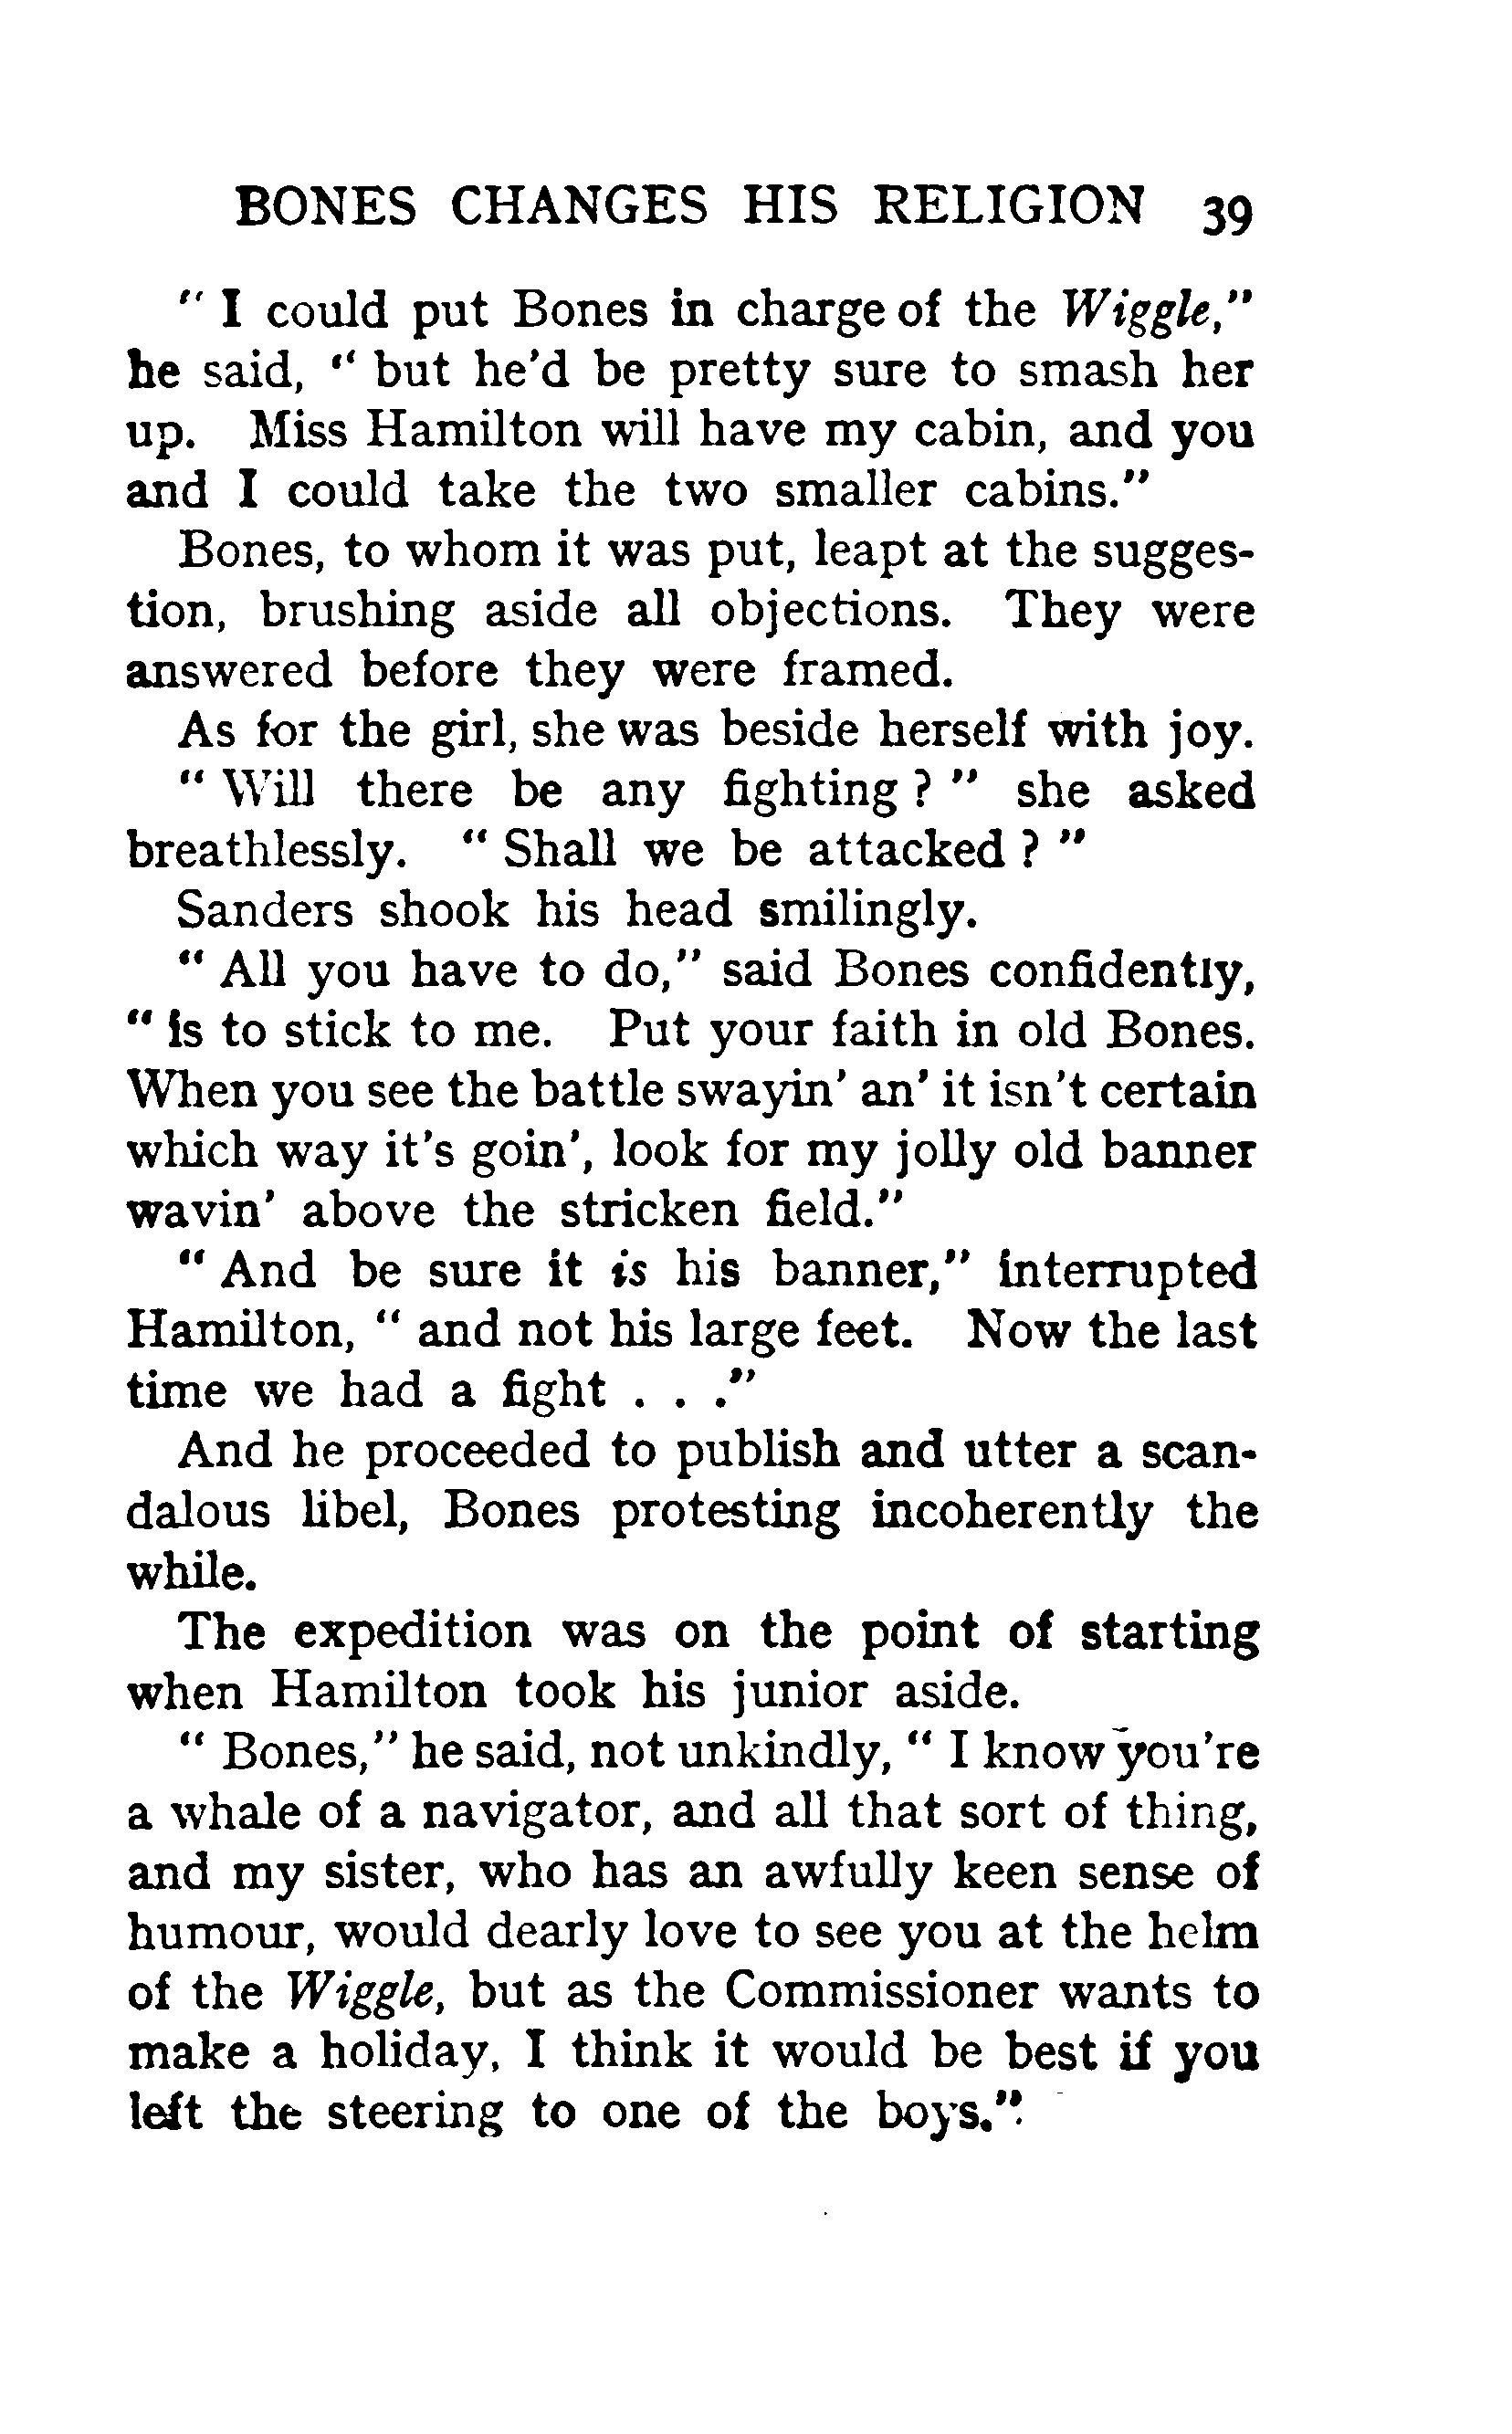 BONES CHANGES HIS RELIGION 39
" I could put Bones in charge of the Wiggle,"
he said, " but he'd be pretty sure to smash her
up. Miss Hamilton will have my cabin, and you
and I could take the two smaller cabins."
Bones, to whom it was put, leapt at the sugges-
tion, brushing aside all objections. They were
answered before they were framed.
As for the girl, she was beside herself with joy.
" Will there be any fighting ? " she asked
breathlessly. " Shall we be attacked ? "
Sanders shook his head smilingly.
" All you have to do," said Bones confidently,
" is to stick to me. Put your faith in old Bones.
When you see the battle swayin' an' it isn't certain
which way it's goin', look for my jolly old banner
wavin' above the stricken field."
" And be sure it is his banner," interrupted
Hamilton, " and not his large feet. Now the last
time we had a fight . . ."
And he proceeded to publish and utter a scan-
dalous libel, Bones protesting incoherently the
while.
The expedition was on the point of starting
when Hamilton took his junior aside.
" Bones," he said, not unkindly, " I know you're
a whale of a navigator, and all that sort of thing,
and my sister, who has an awfully keen sense of
humour, would dearly love to see you at the helm
of the Wiggle, but as the Commissioner wants to
make a holiday, I think it would be best if you
left the steering to one of the boys."